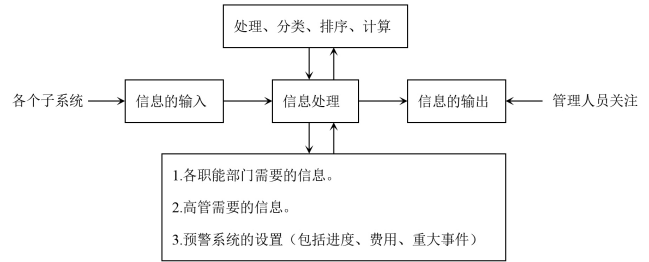 处理、分类、排序、计算
各个子系统
信息的输入
信息处理
信息的输出
管理人员关注
1.各职能部门需要的信息。
2.高管需要的信息。
3.预警系统的设置（包括进度、费用、重大事件）